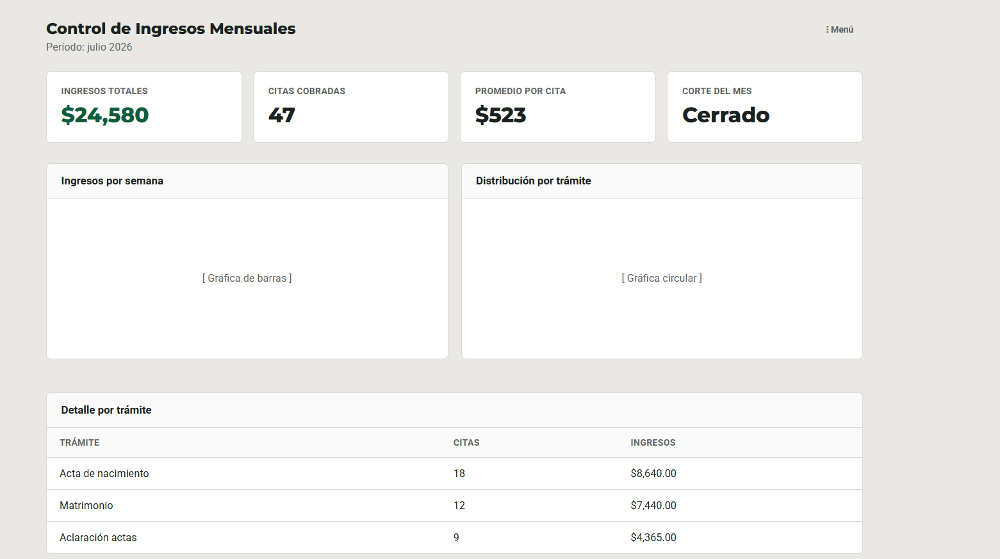 Control de Ingresos Mensuales
⁝ Menú
Período: julio 2026
INGRESOS TOTALES
$24,580
CITAS COBRADAS
47
PROMEDIO POR CITA
$523
CORTE DEL MES
Cerrado
Ingresos por semana
[ Gráfica de barras ]
Distribución por trámite
[ Gráfica circular ]
Detalle por trámite
TRÁMITE CITAS INGRESOS
Acta de nacimiento 18 $8,640.00
Matrimonio 12 $7,440.00
Aclaración actas 9 $4,365.00